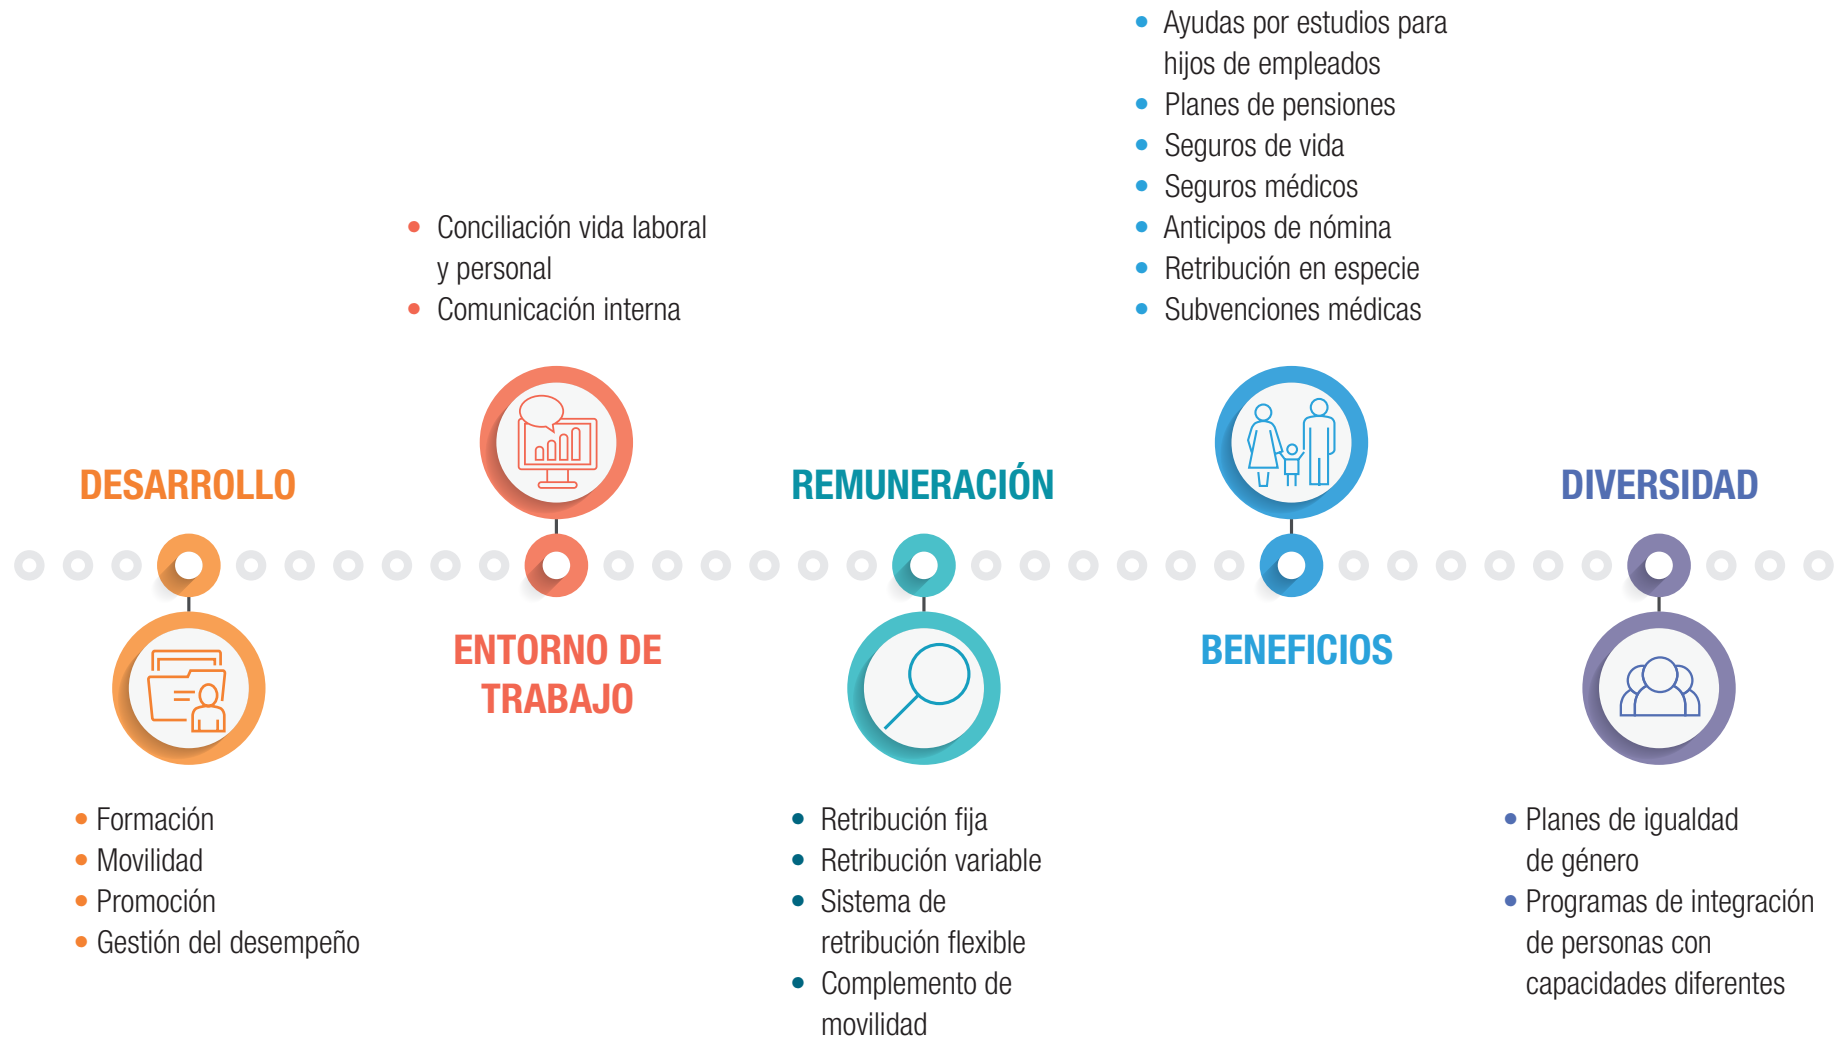 DESARROLLO
• Formación
• Movilidad
• Promoción
• Gestión del desempeño
• Conciliación vida laboral
y personal
• Comunicación interna
ENTORNO DE
TRABAJO
REMUNERACIÓN
• Retribución fija
• Retribución variable
• Sistema de
retribución flexible
• Complemento de
movilidad
• Ayudas por estudios para
hijos de empleados
• Planes de pensiones
• Seguros de vida
• Seguros médicos
• Anticipos de nómina
• Retribución en especie
• Subvenciones médicas
BENEFICIOS
DIVERSIDAD
• Planes de igualdad
de género
• Programas de integración
de personas con
capacidades diferentes